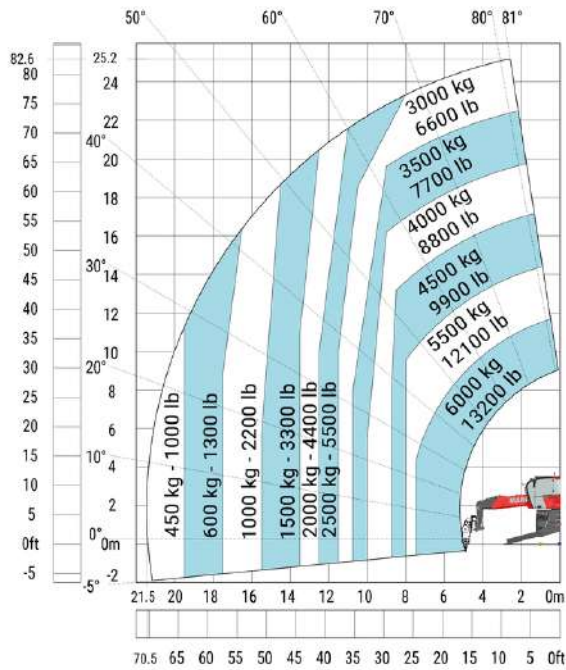 50° 60° 70° 80° 81°
82.6 25.2
80
24
75
70 22
40°
65 20
60 18
55
16
50
30°
45 14
40 12
35
10
30
20°
25 8
20 6
15 10°
4
10
2
5
0ft 0° 0m
-5 -5° -2
3000 kg
6600 lb
3500 kg
7700 lb
4000 kg
8800 lb
4500 kg
9900 lb
5500 kg
12100 lb
6000 kg
13200 lb
450 kg - 1000 lb
600 kg - 1300 lb
1000 kg - 2200 lb
1500 kg - 3300 lb
2000 kg - 4400 lb
2500 kg - 5500 lb
21.5 20 18 16 14 12 10 8 6 4 2 0m
70.5 65 60 55 50 45 40 35 30 25 20 15 10 5 0ft